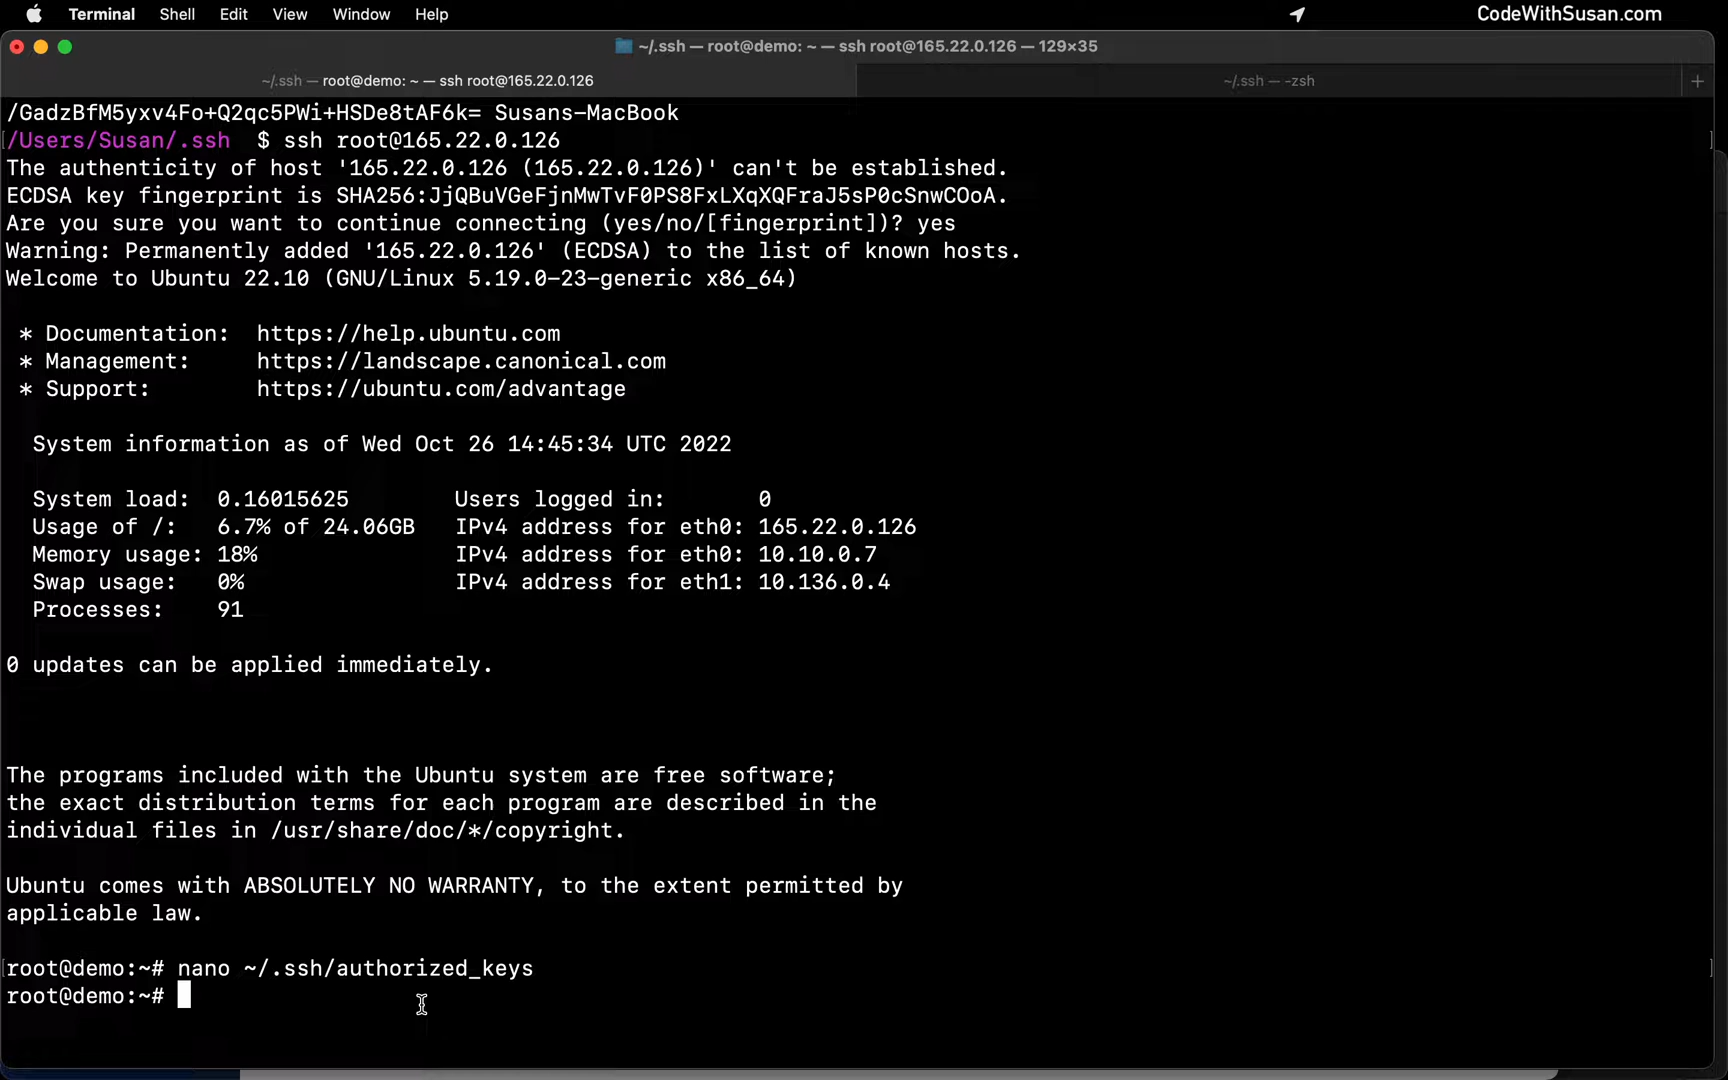 Terminal Shell Edit View Window Help CodeWithSusan.com
~/.ssh — root@demo: ~ — ssh root@165.22.0.126 — 129×35
~/.ssh — root@demo: ~ — ssh root@165.22.0.126 ~/.ssh — -zsh +
/GadzBfM5yxv4Fo+Q2qc5PWi+HSDe8tAF6k= Susans-MacBook
[/Users/Susan/.ssh $ ssh root@165.22.0.126 ]
The authenticity of host '165.22.0.126 (165.22.0.126)' can't be established.
ECDSA key fingerprint is SHA256:JjQBuVGeFjnMwTvF0PS8FxLXqXQFraJ5sP0cSnwCOoA.
Are you sure you want to continue connecting (yes/no/[fingerprint])? yes
Warning: Permanently added '165.22.0.126' (ECDSA) to the list of known hosts.
Welcome to Ubuntu 22.10 (GNU/Linux 5.19.0-23-generic x86_64)
* Documentation: https://help.ubuntu.com
* Management: https://landscape.canonical.com
* Support: https://ubuntu.com/advantage
System information as of Wed Oct 26 14:45:34 UTC 2022
System load: 0.16015625 Users logged in: 0
Usage of /: 6.7% of 24.06GB IPv4 address for eth0: 165.22.0.126
Memory usage: 18% IPv4 address for eth0: 10.10.0.7
Swap usage: 0% IPv4 address for eth1: 10.136.0.4
Processes: 91
0 updates can be applied immediately.
The programs included with the Ubuntu system are free software;
the exact distribution terms for each program are described in the
individual files in /usr/share/doc/*/copyright.
Ubuntu comes with ABSOLUTELY NO WARRANTY, to the extent permitted by
applicable law.
[root@demo:~# nano ~/.ssh/authorized_keys ]
root@demo:~#